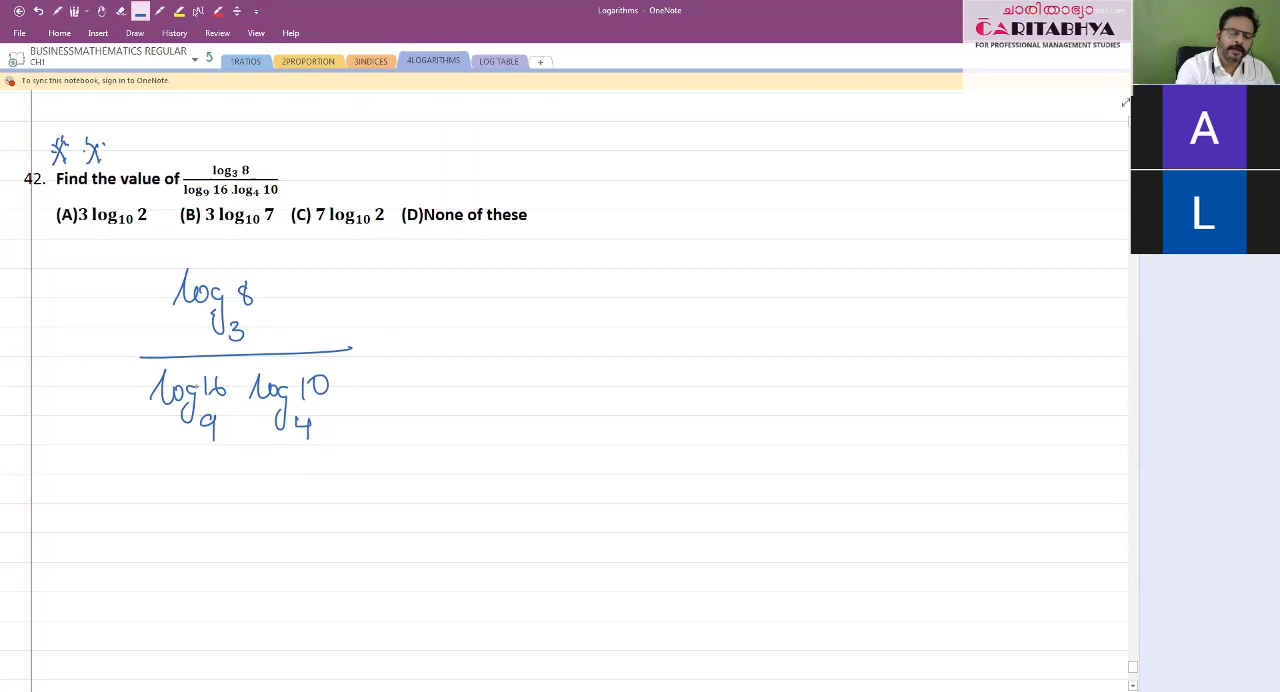 Logarithms - OneNote
ചാരിതാഭ്യാ
CĀRITABHYA
FOR PROFESSIONAL MANAGEMENT STUDIES
File Home Insert Draw History Review View Help
BUSINESSMATHEMATICS REGULAR
CH1
1RATIOS 2PROPORTION 3INDICES 4LOGARITHMS LOG TABLE +
To sync this notebook, sign in to OneNote.
42. Find the value of log₃ 8 / log₉ 16 .log₄ 10
(A)3 log₁₀ 2 (B) 3 log₁₀ 7 (C) 7 log₁₀ 2 (D)None of these
log₃ 8
log₉ 16 log₄ 10
A
L